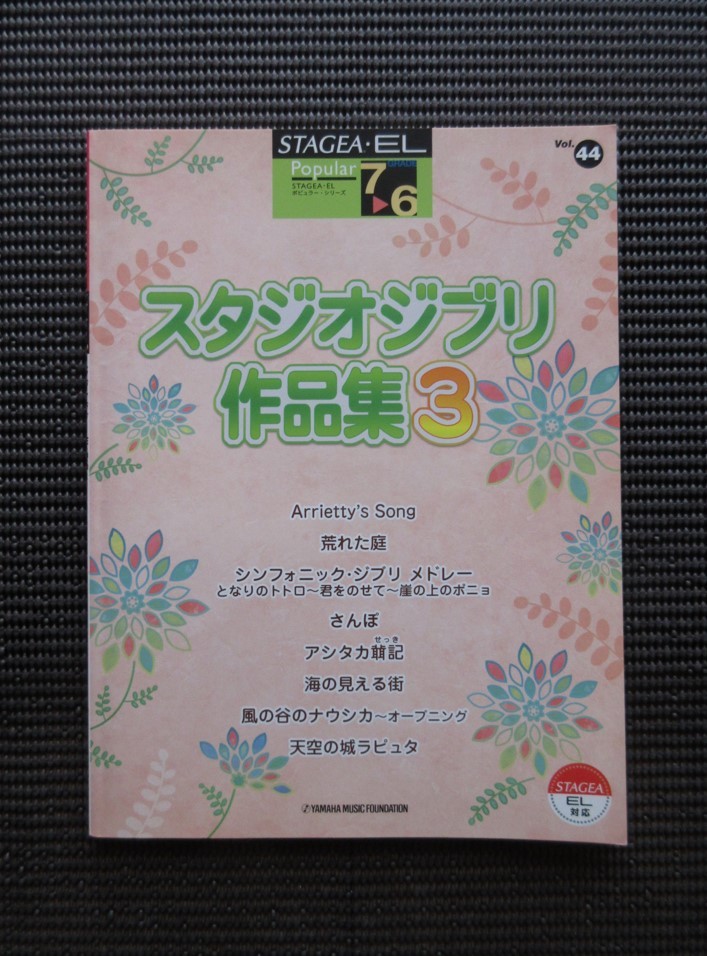 STAGEA・EL
Vol. 44
Popular
GRADE
7▶6
STAGEA・EL
ポピュラー・シリーズ
スタジオジブリ
作品集3
Arrietty's Song
荒れた庭
シンフォニック・ジブリ メドレー
となりのトトロ～君をのせて～崖の上のポニョ
さんぽ
せっき
アシタカ𦻙記
海の見える街
風の谷のナウシカ～オープニング
天空の城ラピュタ
YAMAHA MUSIC FOUNDATION
STAGEA
EL
対応